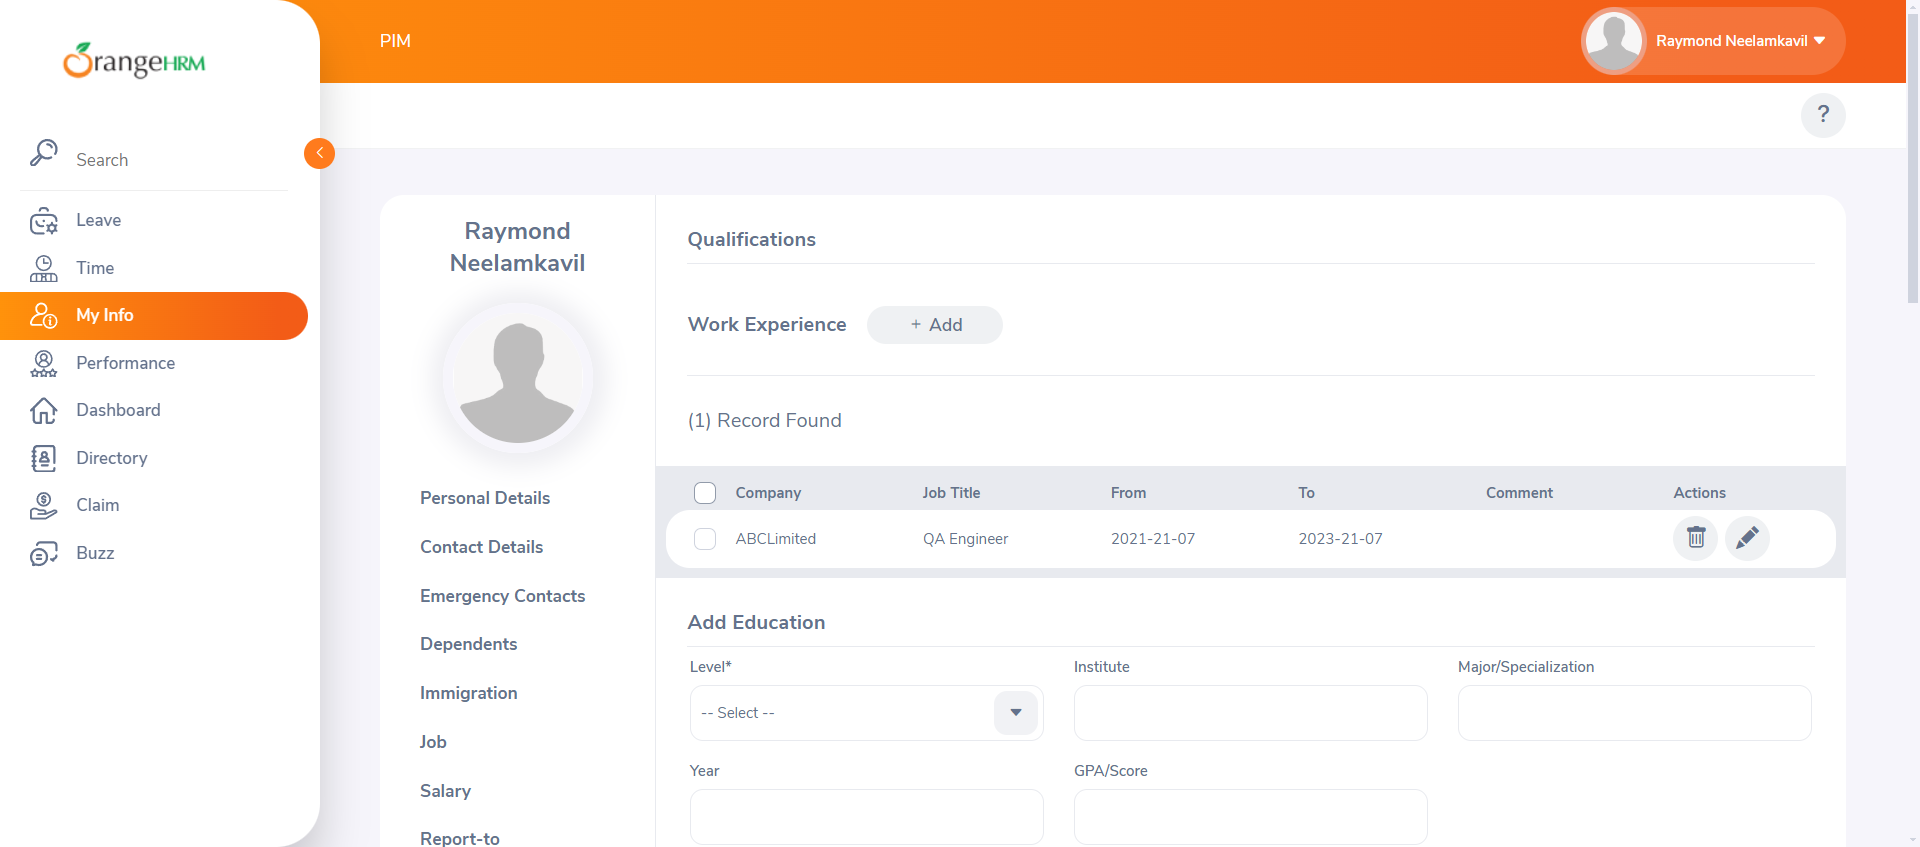 OrangeHRM
PIM
Raymond Neelamkavil
?
Search
Leave
Time
My Info
Performance
Dashboard
Directory
Claim
Buzz
Raymond
Neelamkavil
Personal Details
Contact Details
Emergency Contacts
Dependents
Immigration
Job
Salary
Report-to
Qualifications
Work Experience + Add
(1) Record Found
Company Job Title From To Comment Actions
ABCLimited QA Engineer 2021-21-07 2023-21-07
Add Education
Level* Institute Major/Specialization
-- Select --
Year GPA/Score